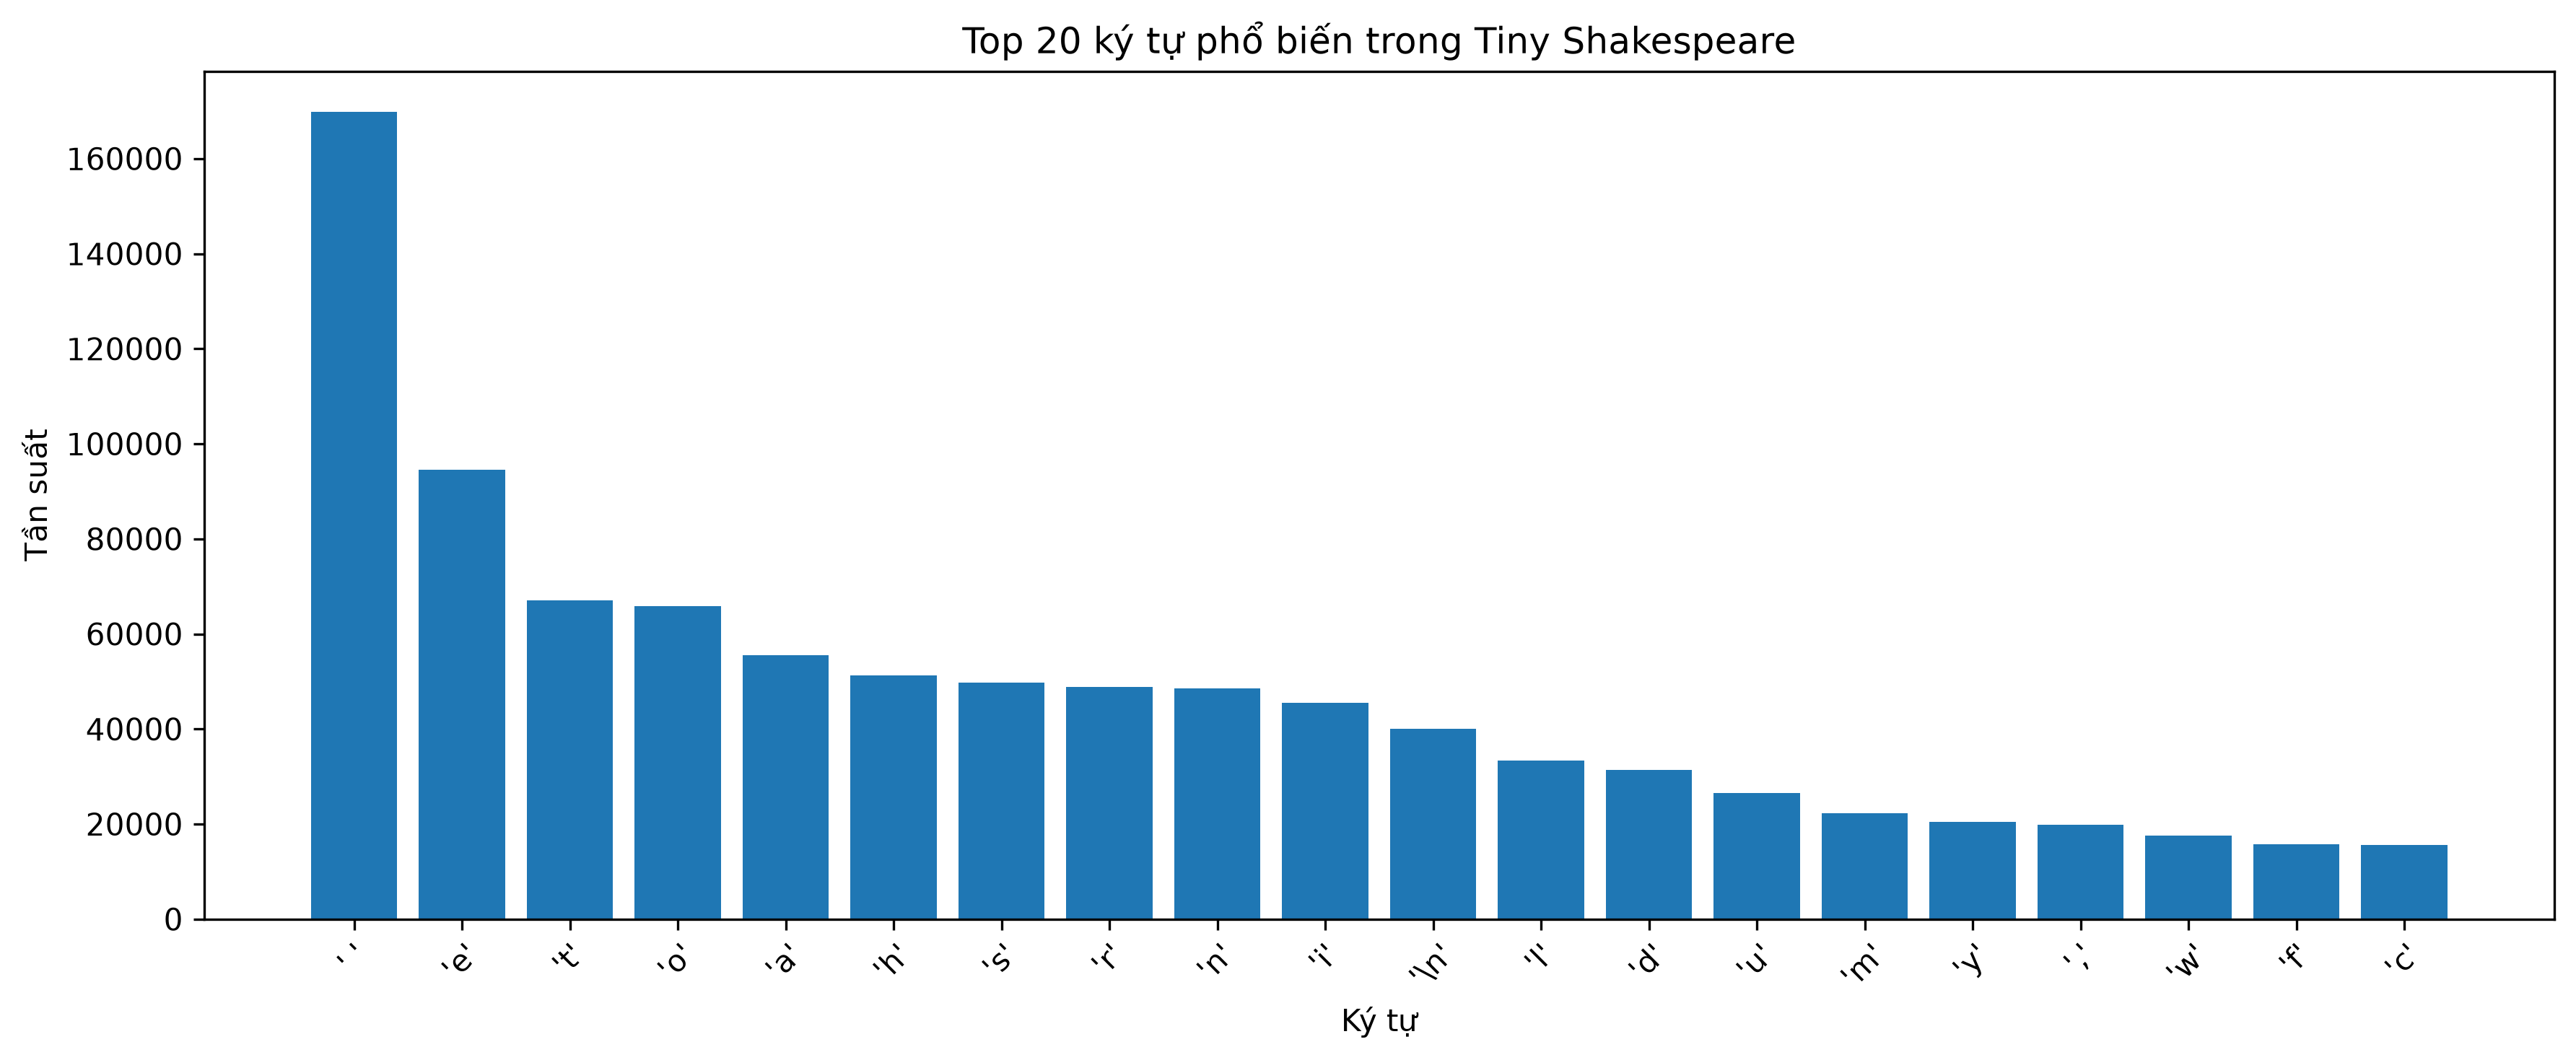 Top 20 ký tự phổ biến trong Tiny Shakespeare
Tần suất
160000
140000
120000
100000
80000
60000
40000
20000
0
' ' 'e' 't' 'o' 'a' 'h' 's' 'r' 'n' 'i' '\n' 'l' 'd' 'u' 'm' 'y' ',' 'w' 'f' 'c'
Ký tự